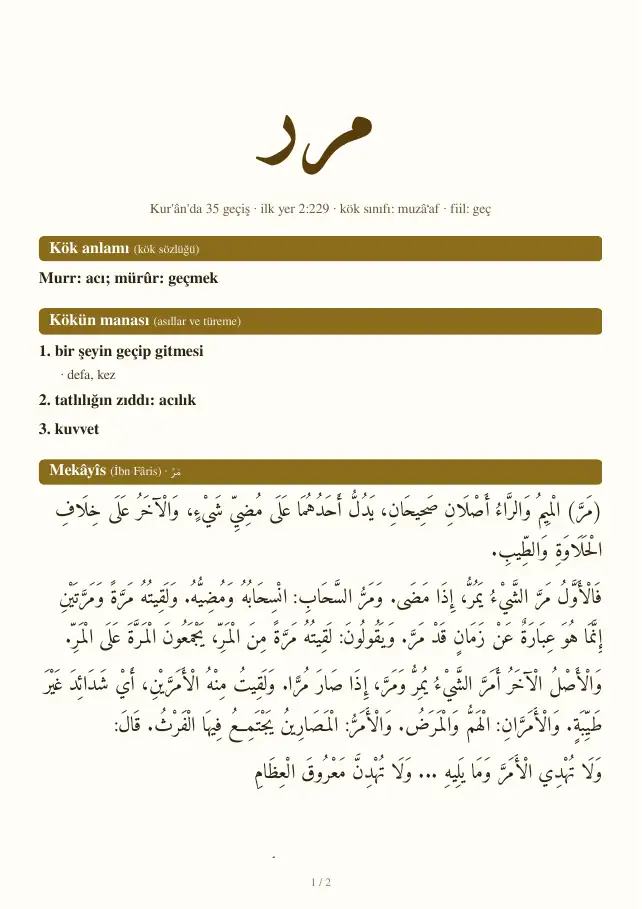 مرر
Kur'ân'da 35 geçiş · ilk yer 2:229 · kök sınıfı: muzâʻaf · fiil: geç
Kök anlamı (kök sözlüğü)
Murr: acı; mürûr: geçmek
Kökün manası (asıllar ve türeme)
1. bir şeyin geçip gitmesi
· defa, kez
2. tatlılığın zıddı: acılık
3. kuvvet
Mekâyîs (İbn Fâris) · مَرَّ
(مَرَّ) الْمِيمُ وَالرَّاءُ أَصْلَانِ صَحِيحَانِ، يَدُلُّ أَحَدُهُمَا عَلَى مُضِيِّ شَيْءٍ، وَالْآخَرُ عَلَى خِلَافِ
الْحَلَاوَةِ وَالطِّيبِ.
فَالْأَوَّلُ مَرَّ الشَّيْءُ يَمُرُّ، إِذَا مَضَى. وَمَرُّ السَّحَابِ: انْسِحَابُهُ وَمُضِيُّهُ. وَلَقِيتُهُ مَرَّةً وَمَرَّتَيْنِ
إِنَّمَا هُوَ عِبَارَةٌ عَنْ زَمَانٍ قَدْ مَرَّ. وَيَقُولُونَ: لَقِيتُهُ مَرَّةً مِنَ الْمَرِّ، يَجْمَعُونَ الْمَرَّةَ عَلَى الْمَرِّ.
وَالْأَصْلُ الْآخَرُ أَمَرَّ الشَّيْءُ يُمِرُّ وَمَرَّ، إِذَا صَارَ مُرًّا. وَلَقِيتُ مِنْهُ الْأَمَرَّيْنِ، أَيْ شَدَائِدَ غَيْرَ
طَيِّبَةٍ. وَالْأَمَرَّانِ: الْهَمُّ وَالْمَرَضُ. وَالْأَمَرُّ: الْمَصَارِينُ يَجْتَمِعُ فِيهَا الْفَرْثُ. قَالَ:
وَلَا تُهْدِي الْأَمَرَّ وَمَا يَلِيهِ ... وَلَا تُهْدِنَّ مَعْرُوقَ الْعِظَامِ
1 / 2